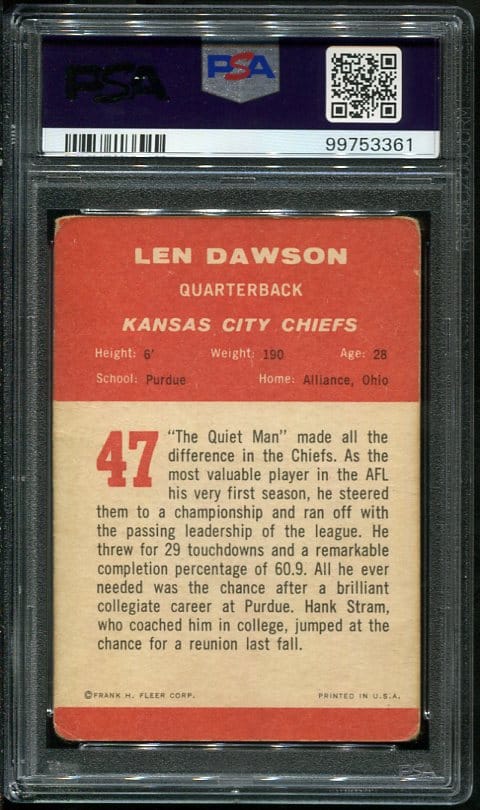 PSA
PSA
99753361
LEN DAWSON
QUARTERBACK
KANSAS CITY CHIEFS
Height: 6' Weight: 190 Age: 28
School: Purdue Home: Alliance, Ohio
47 "The Quiet Man" made all the
difference in the Chiefs. As the
most valuable player in the AFL
his very first season, he steered
them to a championship and ran off with
the passing leadership of the league. He
threw for 29 touchdowns and a remarkable
completion percentage of 60.9. All he ever
needed was the chance after a brilliant
collegiate career at Purdue. Hank Stram,
who coached him in college, jumped at the
chance for a reunion last fall.
©FRANK H. FLEER CORP. PRINTED IN U.S.A.
PSA